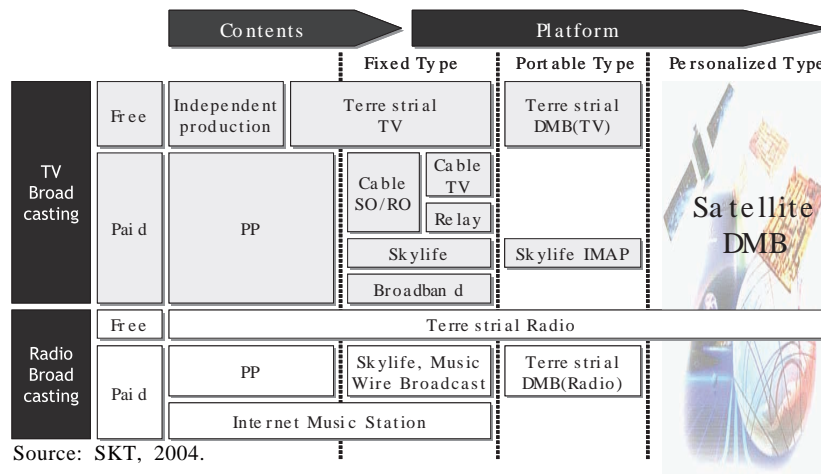 Contents
Platform
Fixed Type
Portable Type
Personalized Type
TV
Broad
casting
Free
Independent
production
Terrestrial
TV
Terrestrial
DMB(TV)
Paid
PP
Cable
SO/RO
Cable
TV
Relay
Skylife
Skylife IMAP
Broadband
Satellite
DMB
Radio
Broad
casting
Free
Terrestrial Radio
Paid
PP
Skylife, Music
Wire Broadcast
Terrestrial
DMB(Radio)
Internet Music Station
Source: SKT, 2004.